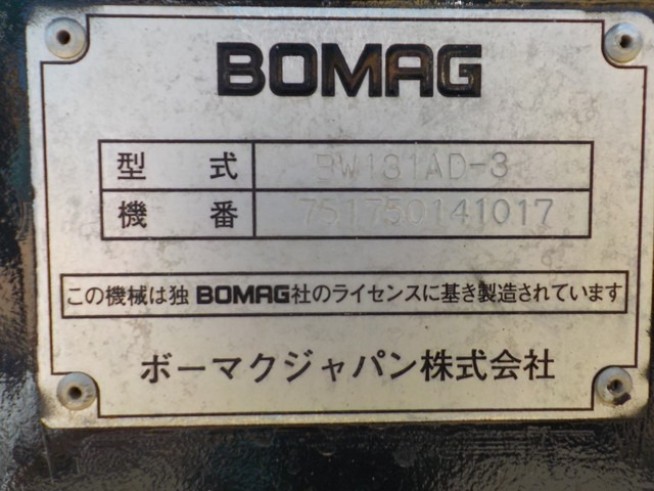 BOMAG
型式 BW131AD-3
機番 751750141017
この機械は独BOMAG社のライセンスに基き製造されています
ボーマクジャパン株式会社